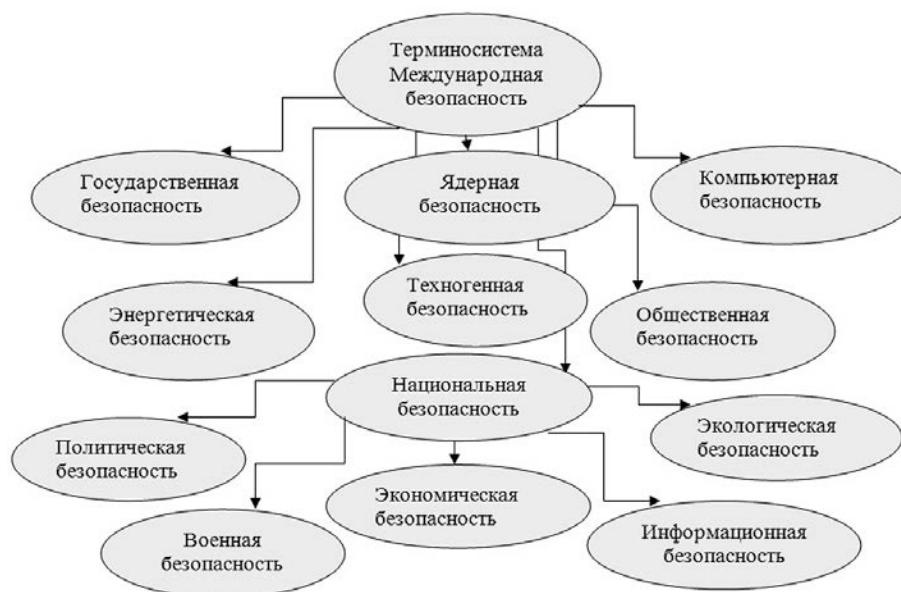 Терминосистема
Международная
безопасность
Государственная
безопасность
Ядерная
безопасность
Компьютерная
безопасность
Энергетическая
безопасность
Техногенная
безопасность
Общественная
безопасность
Национальная
безопасность
Политическая
безопасность
Экологическая
безопасность
Военная
безопасность
Экономическая
безопасность
Информационная
безопасность